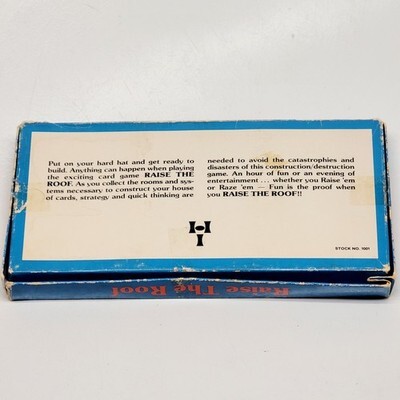 Put on your hard hat and get ready to
build. Anything can happen when playing
the exciting card game RAISE THE
ROOF. As you collect the rooms and sys-
tems necessary to construct your house
of cards, strategy and quick thinking are
needed to avoid the catastrophies and
disasters of this construction/destruction
game. An hour of fun or an evening of
entertainment . . . whether you Raise 'em
or Raze 'em — Fun is the proof when
you RAISE THE ROOF!!
STOCK NO. 1001
Raise The Roof